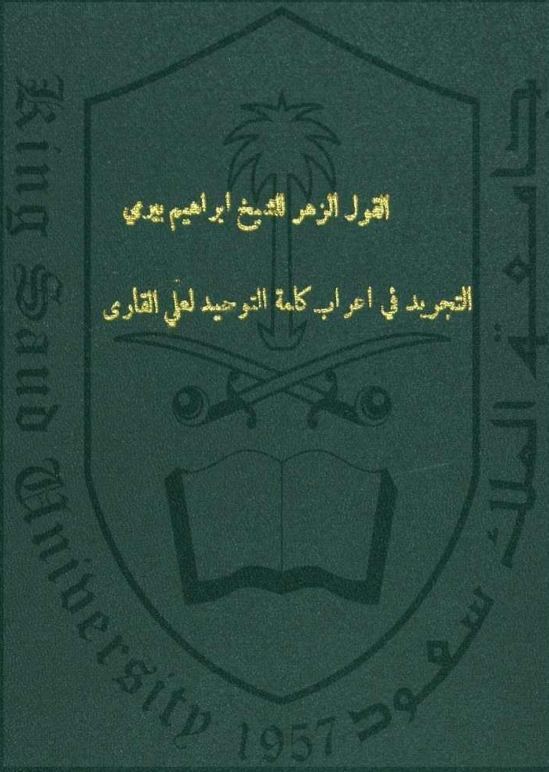 القول الزهر للشيخ ابراهيم بيري
التجريد في اعراب كلمة التوحيد لعلي القارى
King Saud University 1957
جامعة الملك سعود